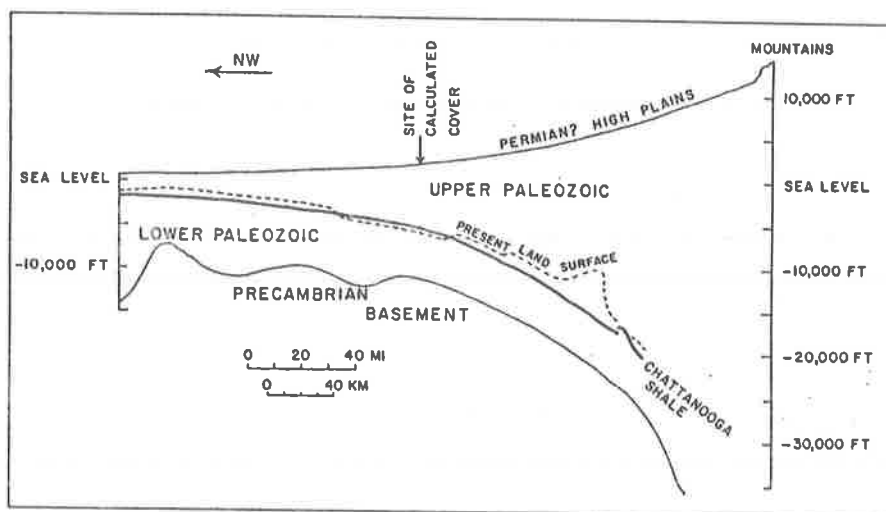 MOUNTAINS
NW
SITE OF
CALCULATED
COVER
10,000 FT
PERMIAN? HIGH PLAINS
SEA LEVEL
UPPER PALEOZOIC
SEA LEVEL
LOWER PALEOZOIC
PRESENT LAND SURFACE
-10,000 FT
-10,000 FT
PRECAMBRIAN
BASEMENT
0 20 40 MI
0 40 KM
-20,000 FT
CHATTANOOGA
SHALE
-30,000 FT